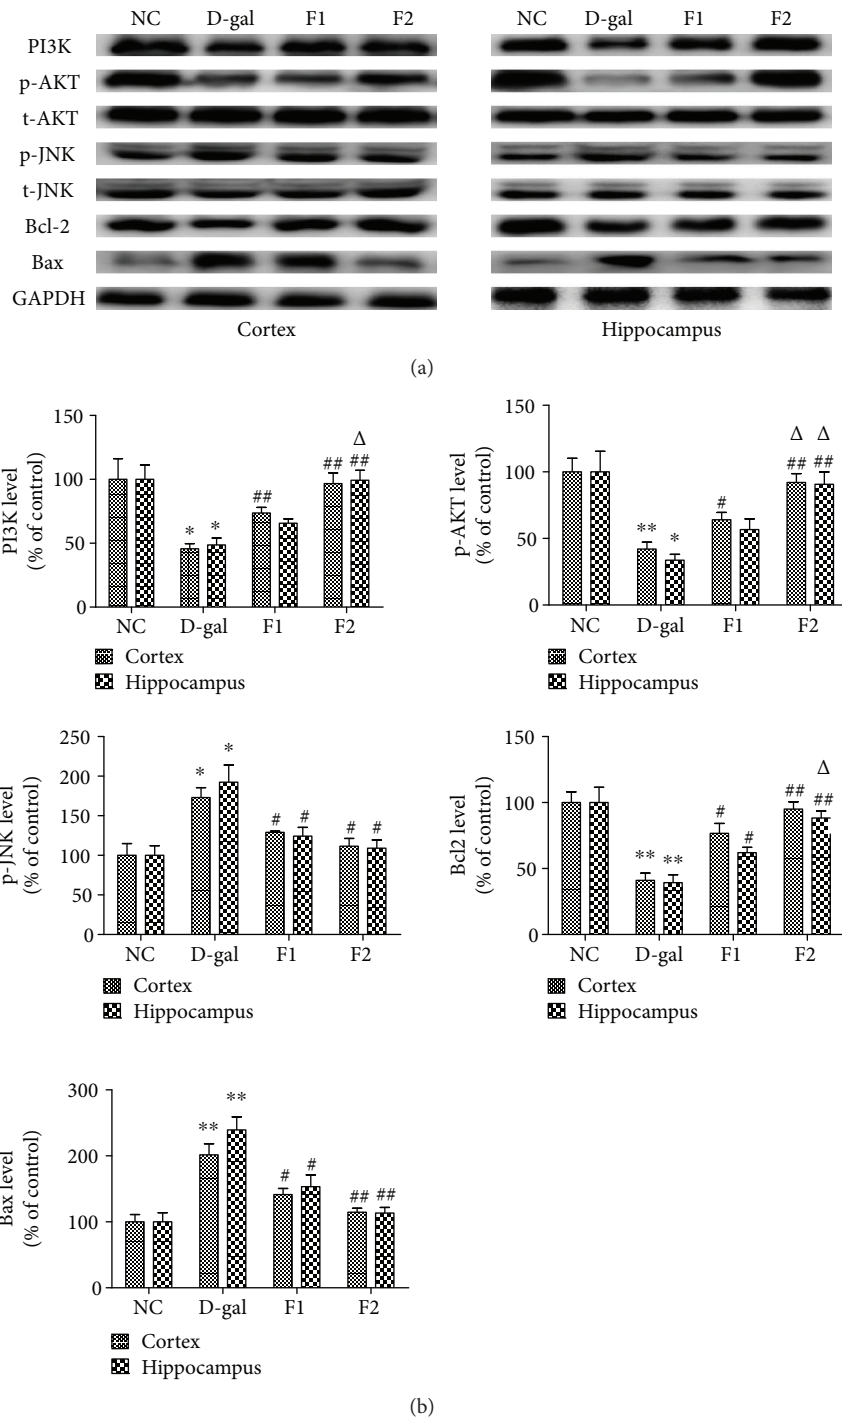 NC D-gal F1 F2 NC D-gal F1 F2
PI3K
p-AKT
t-AKT
p-JNK
t-JNK
Bcl-2
Bax
GAPDH
Cortex Hippocampus
(a)
PI3K level
(% of control)
150
100
50
0
* * ## ## ## Δ
NC D-gal F1 F2
Cortex
Hippocampus
p-AKT level
(% of control)
150
100
50
0
** * # ## Δ ## Δ
NC D-gal F1 F2
Cortex
Hippocampus
p-JNK level
(% of control)
250
200
150
100
50
0
* * # # # #
NC D-gal F1 F2
Cortex
Hippocampus
Bcl2 level
(% of control)
150
100
50
0
** ** # # ## ## Δ
NC D-gal F1 F2
Cortex
Hippocampus
Bax level
(% of control)
300
200
100
0
** ** # # ## ##
NC D-gal F1 F2
Cortex
Hippocampus
(b)